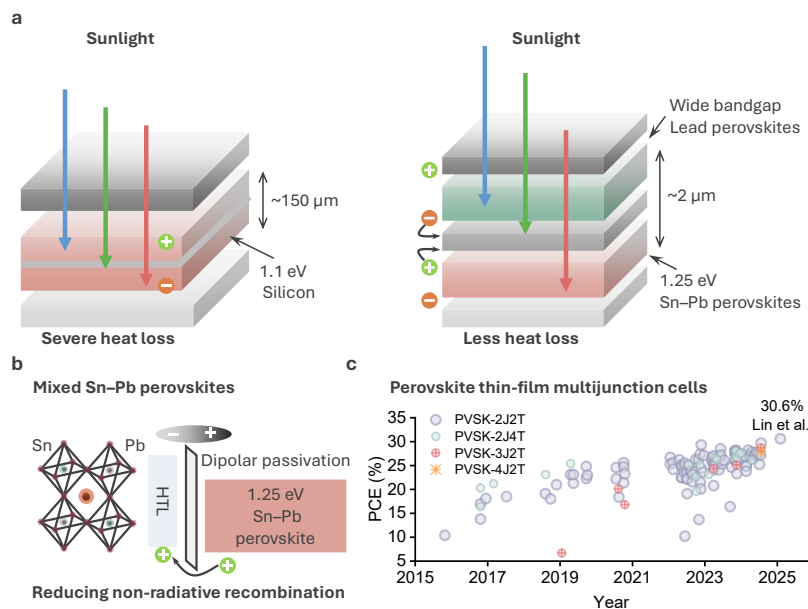 a
Sunlight
~150 µm
1.1 eV
Silicon
Severe heat loss
Sunlight
Wide bandgap
Lead perovskites
~2 µm
1.25 eV
Sn–Pb perovskites
Less heat loss
b
Mixed Sn–Pb perovskites
Sn
Pb
HTL
Dipolar passivation
1.25 eV
Sn–Pb
perovskite
Reducing non-radiative recombination
c
Perovskite thin-film multijunction cells
PCE (%)
35
30
25
20
15
10
5
PVSK-2J2T
PVSK-2J4T
PVSK-3J2T
PVSK-4J2T
30.6%
Lin et al.
2015
2017
2019
2021
2023
2025
Year